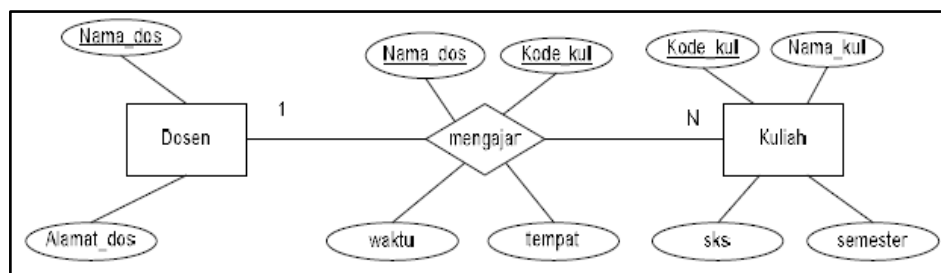 Nama_dos
Nama_dos
Kode_kul
Kode_kul
Nama_kul
1
N
Dosen
mengajar
Kuliah
Alamat_dos
waktu
tempat
sks
semester